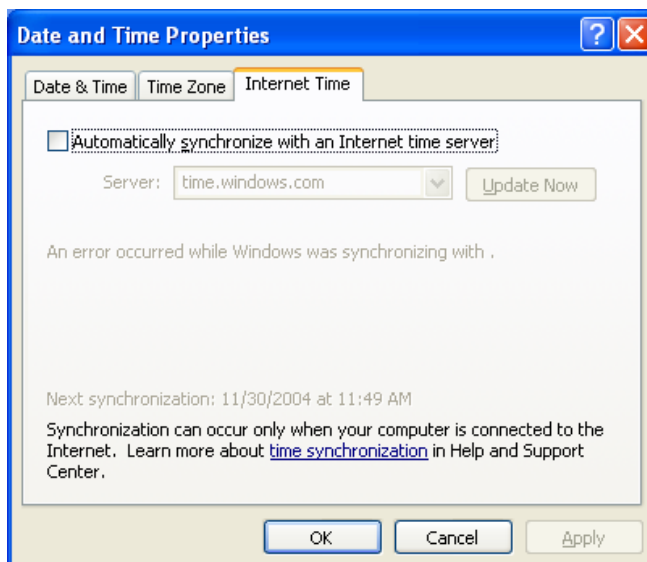 Date and Time Properties
Date & Time
Time Zone
Internet Time
Automatically synchronize with an Internet time server
Server: time.windows.com Update Now
An error occurred while Windows was synchronizing with .
Next synchronization: 11/30/2004 at 11:49 AM
Synchronization can occur only when your computer is connected to the
Internet. Learn more about time synchronization in Help and Support
Center.
OK Cancel Apply